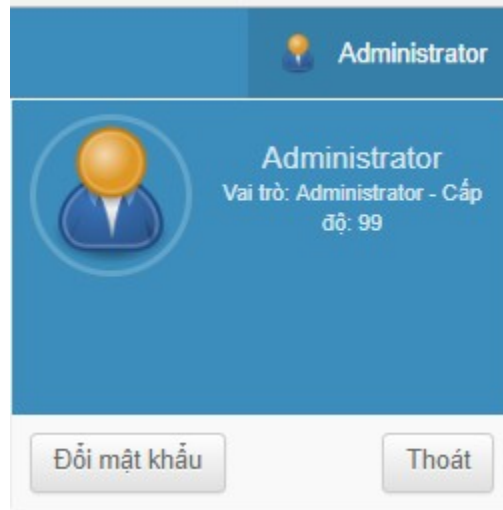 Administrator
Administrator
Vai trò: Administrator - Cấp
độ: 99
Đổi mật khẩu
Thoát